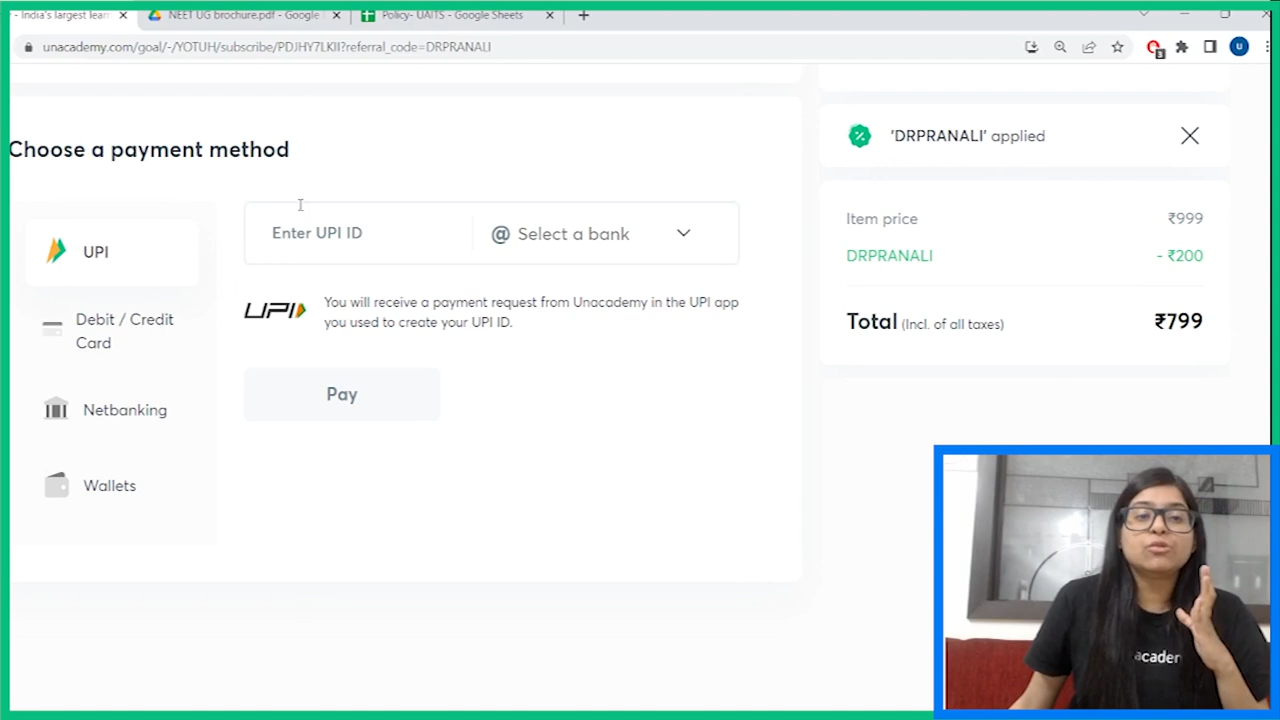 - India's largest lear
NEET UG brochure.pdf - Google
Policy- UAITS - Google Sheets
unacademy.com/goal/-/YOTUH/subscribe/PDJHY7LKII?referral_code=DRPRANALI
3
U
Choose a payment method
'DRPRANALI' applied
UPI
Enter UPI ID
@ Select a bank
Item price ₹999
DRPRANALI - ₹200
UPI
You will receive a payment request from Unacademy in the UPI app
you used to create your UPI ID.
Total (Incl. of all taxes) ₹799
Debit / Credit
Card
Pay
Netbanking
Wallets
nacadem